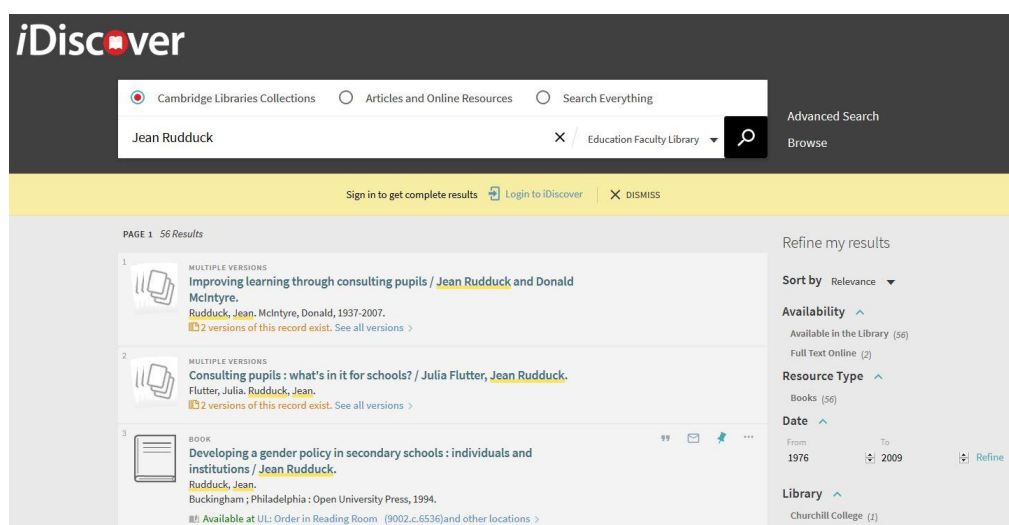 iDiscover
Cambridge Libraries Collections Articles and Online Resources Search Everything
Jean Rudduck
Education Faculty Library
Advanced Search
Browse
Sign in to get complete results Login to iDiscover DISMISS
PAGE 1 56 Results
1
MULTIPLE VERSIONS
Improving learning through consulting pupils / Jean Rudduck and Donald
McIntyre.
Rudduck, Jean. McIntyre, Donald, 1937-2007.
2 versions of this record exist. See all versions >
2
MULTIPLE VERSIONS
Consulting pupils : what's in it for schools? / Julia Flutter, Jean Rudduck.
Flutter, Julia. Rudduck, Jean.
2 versions of this record exist. See all versions >
3
BOOK
Developing a gender policy in secondary schools : individuals and
institutions / Jean Rudduck.
Rudduck, Jean.
Buckingham ; Philadelphia : Open University Press, 1994.
Available at UL: Order in Reading Room (9002.c.6536)and other locations >
Refine my results
Sort by Relevance
Availability
Available in the Library (56)
Full Text Online (2)
Resource Type
Books (56)
Date
From To
1976 2009 Refine
Library
Churchill College (1)